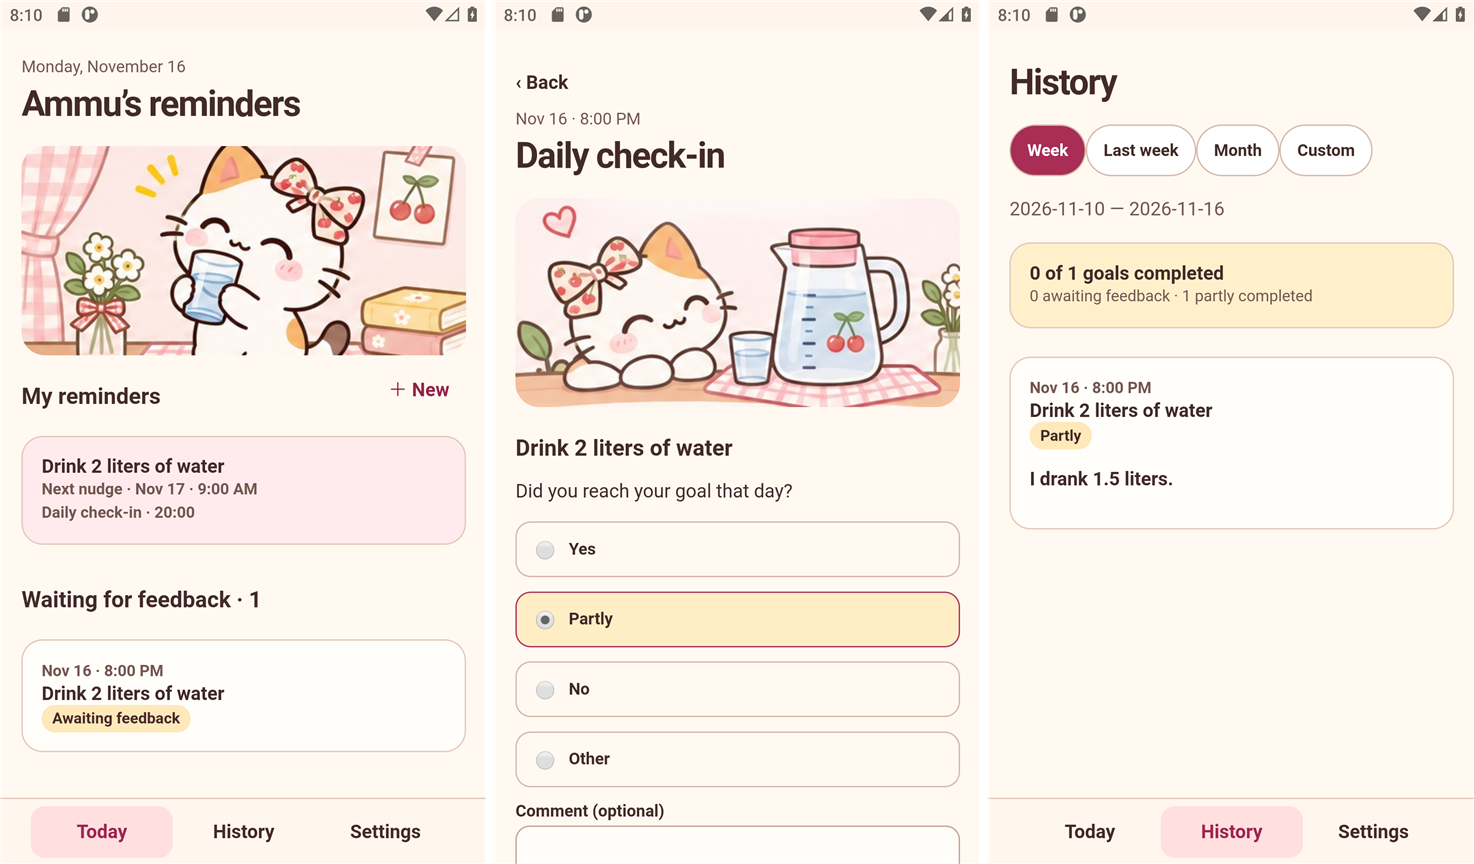 8:10
Monday, November 16
Ammu’s reminders
My reminders
+ New
Drink 2 liters of water
Next nudge · Nov 17 · 9:00 AM
Daily check-in · 20:00
Waiting for feedback · 1
Nov 16 · 8:00 PM
Drink 2 liters of water
Awaiting feedback
Today
History
Settings
8:10
‹ Back
Nov 16 · 8:00 PM
Daily check-in
Drink 2 liters of water
Did you reach your goal that day?
Yes
Partly
No
Other
Comment (optional)
8:10
History
Week
Last week
Month
Custom
2026-11-10 — 2026-11-16
0 of 1 goals completed
0 awaiting feedback · 1 partly completed
Nov 16 · 8:00 PM
Drink 2 liters of water
Partly
I drank 1.5 liters.
Today
History
Settings